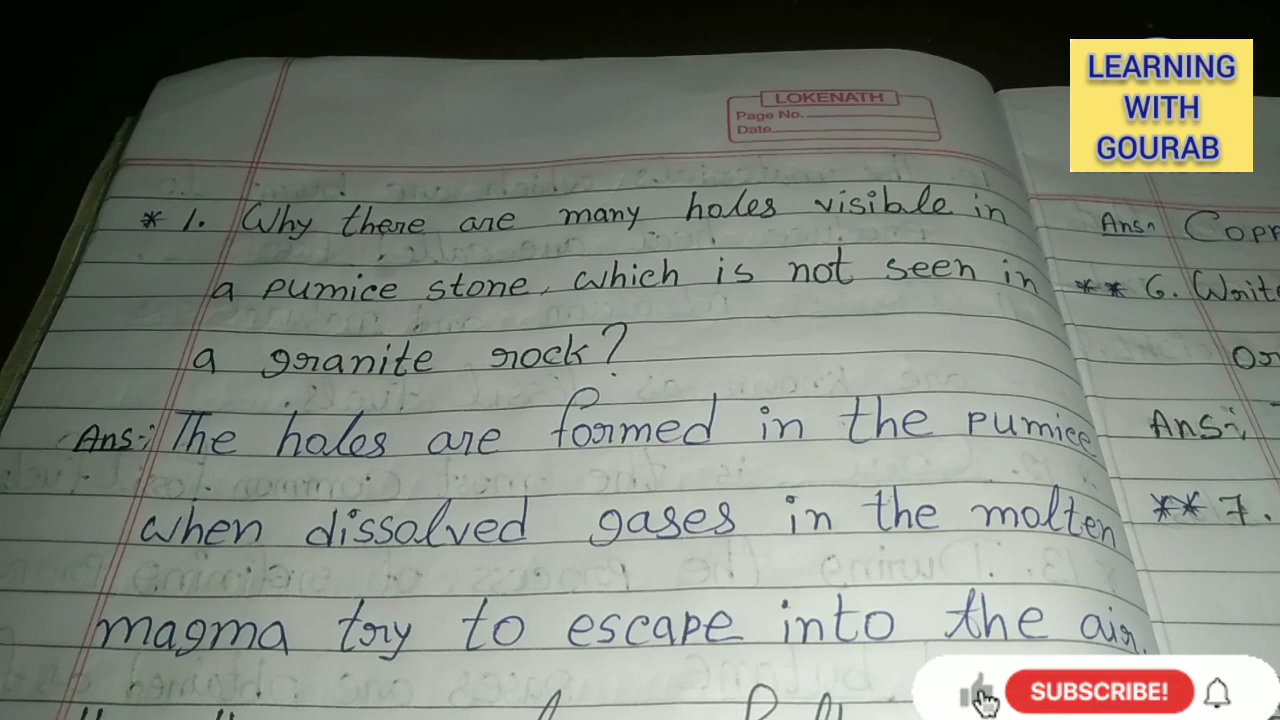 LEARNING
WITH
GOURAB
LOKENATH
Page No.
Date
* 1. Why there are many holes visible in
a pumice stone, which is not seen in
a granite rock?
Ans:- The holes are formed in the pumice
when dissolved gases in the molten
magma try to escape into the air.
Ans:
** 6. Write
Ans:-
** 7.
SUBSCRIBE!